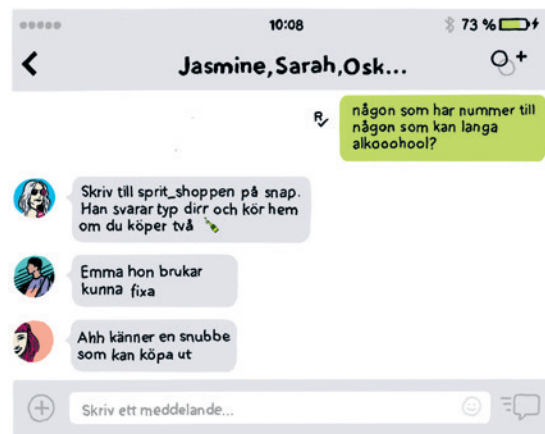 10:08
73 %
Jasmine,Sarah,Osk...
R
någon som har nummer till
någon som kan langa
alkooohool?
Skriv till sprit_shoppen på snap.
Han svarar typ dirr och kör hem
om du köper två
Emma hon brukar
kunna fixa
Ahh känner en snubbe
som kan köpa ut
Skriv ett meddelande...